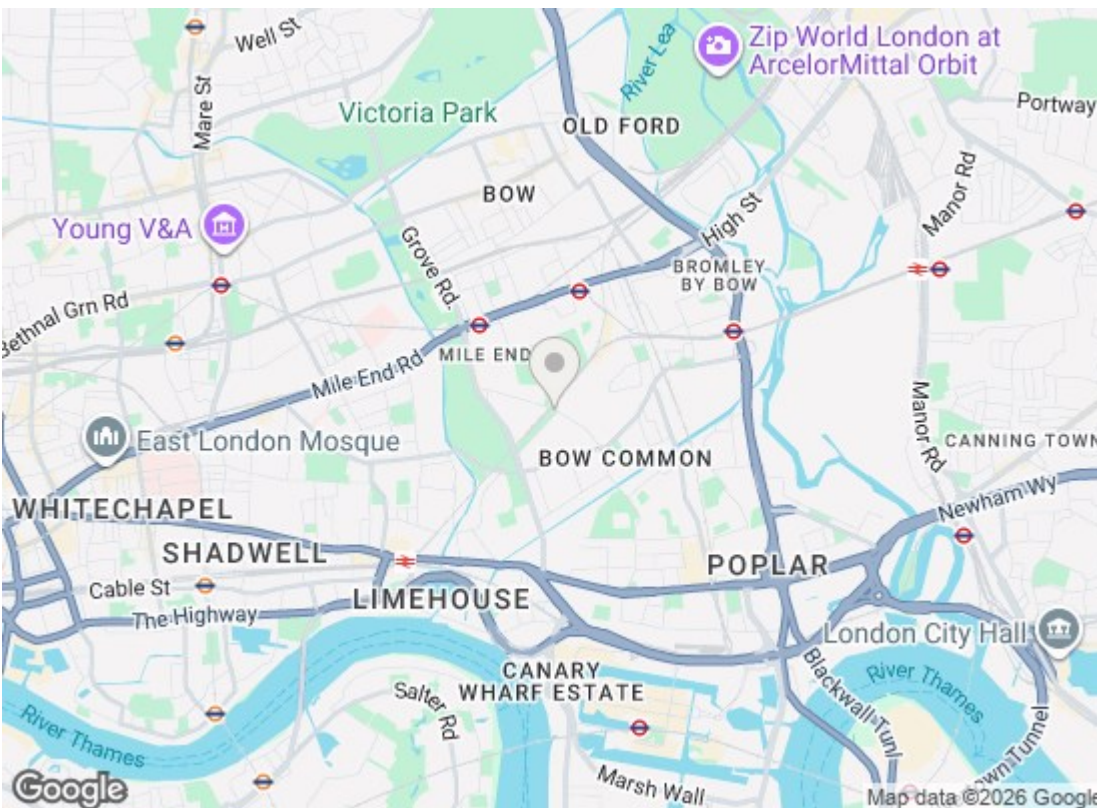 Well St
Mare St
Victoria Park
River Lea
Zip World London at
ArcelorMittal Orbit
Portway
OLD FORD
BOW
Manor Rd
Young V&A
Grove Rd
High St
BROMLEY
BY BOW
Bethnal Grn Rd
MILE END
Mile End Rd
Manor Rd
East London Mosque
BOW COMMON
CANNING TOWN
WHITECHAPEL
Newham Wy
SHADWELL
POPLAR
Cable St
LIMEHOUSE
The Highway
London City Hall
CANARY
WHARF ESTATE
Blackwall Tunl
River Thames
Salter Rd
River Thames
wn Tunnel
Marsh Wall
Google
Map data ©2026 Google